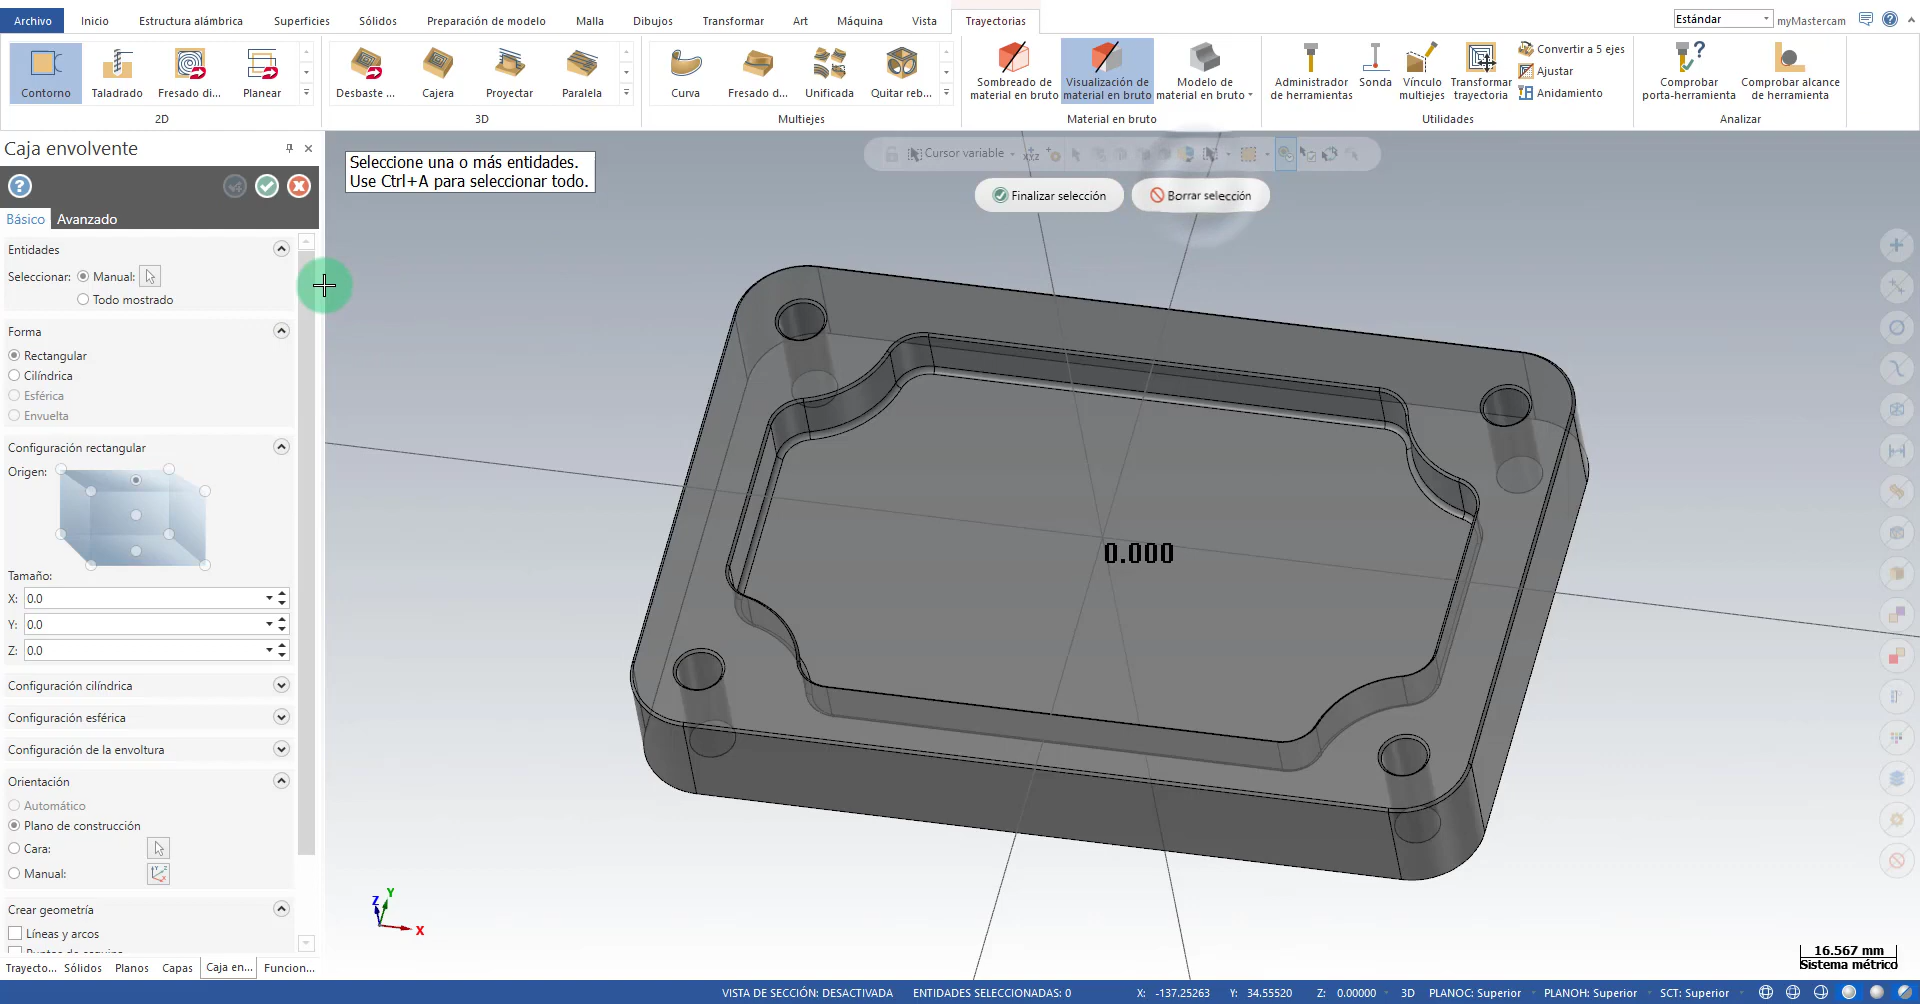 Archivo Inicio Estructura alámbrica Superficies Sólidos Preparación de modelo Malla Dibujos Transformar Art Máquina Vista Trayectorias Estándar myMastercam
Contorno Taladrado Fresado di... Planear
2D
Desbaste ... Cajera Proyectar Paralela
3D
Curva Fresado d... Unificada Quitar reb...
Multiejes
Sombreado de material en bruto
Visualización de material en bruto
Modelo de material en bruto
Material en bruto
Administrador de herramientas
Sonda
Vínculo multiejes
Transformar trayectoria
Convertir a 5 ejes
Ajustar
Anidamiento
Utilidades
Comprobar porta-herramienta
Comprobar alcance de herramienta
Analizar
Caja envolvente
Básico Avanzado
Entidades
Seleccionar: Manual:
Todo mostrado
Forma
Rectangular
Cilíndrica
Esférica
Envuelta
Configuración rectangular
Origen:
Tamaño:
X: 0.0
Y: 0.0
Z: 0.0
Configuración cilíndrica
Configuración esférica
Configuración de la envoltura
Orientación
Automático
Plano de construcción
Cara:
Manual:
Crear geometría
Líneas y arcos
Trayecto... Sólidos Planos Capas Caja en... Funcion...
Seleccione una o más entidades.
Use Ctrl+A para seleccionar todo.
Cursor variable
Finalizar selección Borrar selección
0.000
Z Y X
16.567 mm
Sistema métrico
VISTA DE SECCIÓN: DESACTIVADA ENTIDADES SELECCIONADAS: 0 X: -137.25263 Y: 34.55520 Z: 0.00000 3D PLANOC: Superior PLANOH: Superior SCT: Superior